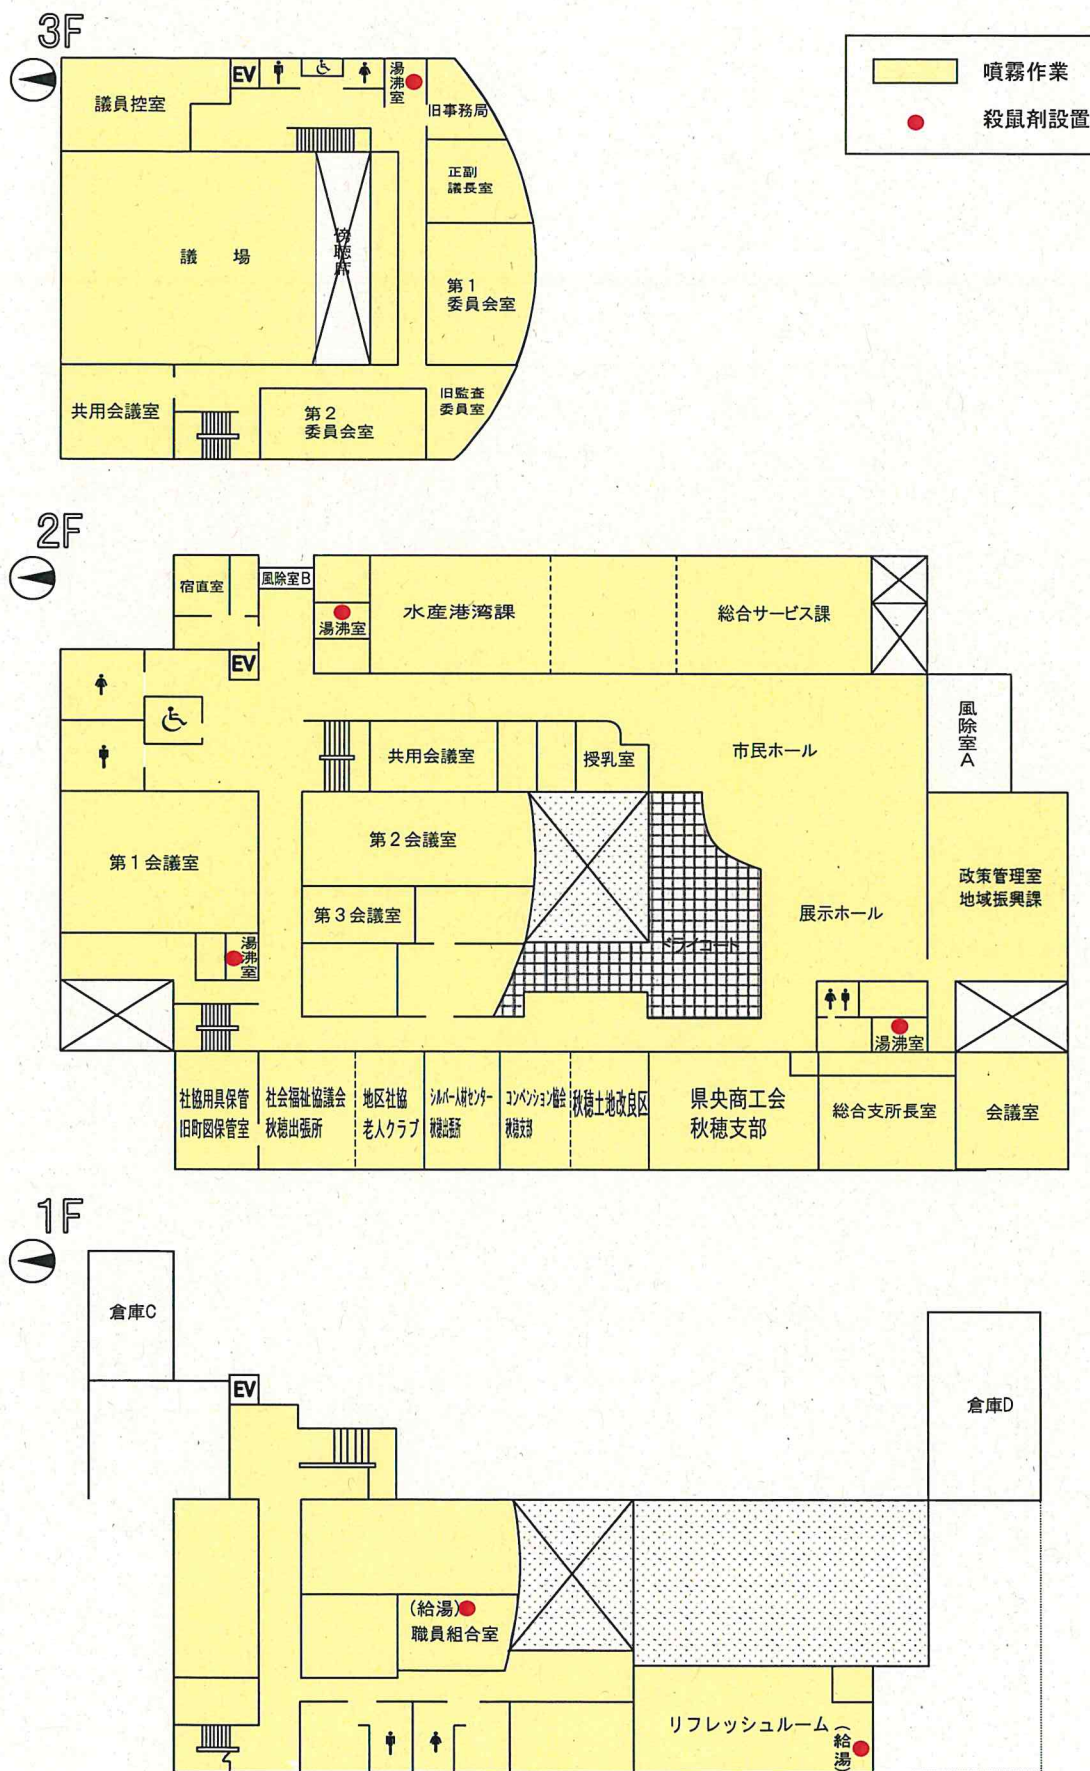 3F
噴霧作業
殺鼠剤設置
議員控室
EV
湯沸室
旧事務局
正副
議長室
議 場
傍聴席
第1
委員会室
共用会議室
第2
委員会室
旧監査
委員室
2F
宿直室
風除室B
湯沸室
水産港湾課
総合サービス課
EV
風除室A
共用会議室
授乳室
市民ホール
第1会議室
第2会議室
第3会議室
政策管理室
地域振興課
展示ホール
ドライコート
湯沸室
湯沸室
社協用具保管
旧町図保管室
社会福祉協議会
秋穂出張所
地区社協
老人クラブ
シルバー人材センター
秋穂出張所
コンベンション協会
秋穂支部
秋穂土地改良区
県央商工会
秋穂支部
総合支所長室
会議室
1F
倉庫C
EV
倉庫D
(給湯)
職員組合室
リフレッシュルーム
(給湯)